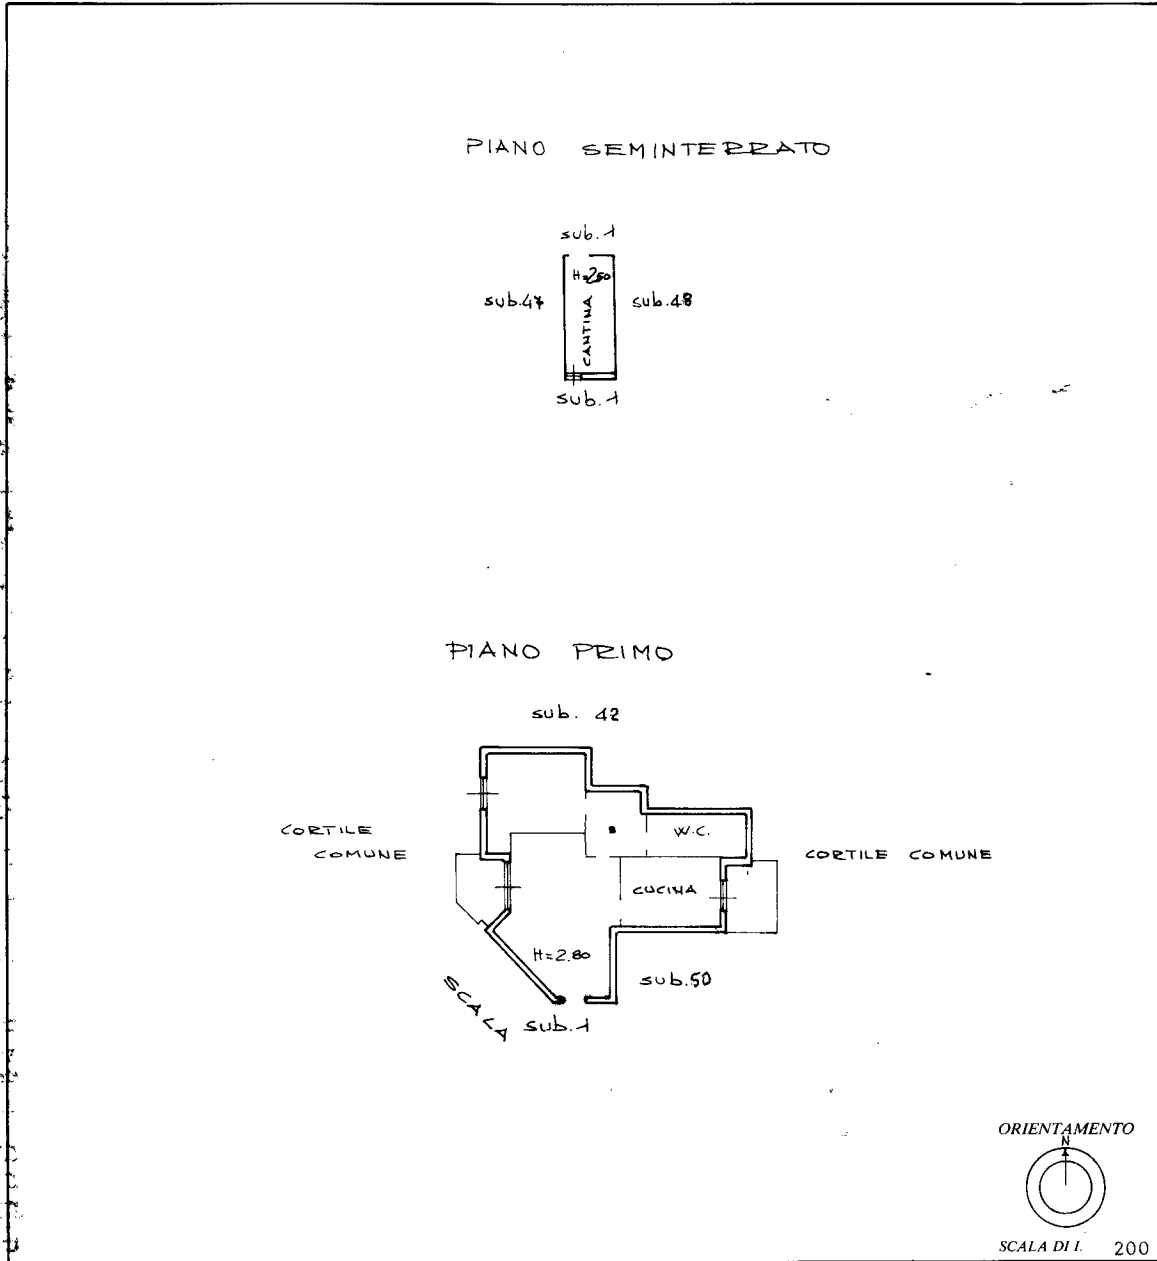 PIANO SEMINTERRATO
sub. 1
H=2,50
sub.47
CANTINA
sub.48
sub.1
PIANO PRIMO
sub. 42
CORTILE
COMUNE
W.C.
CORTILE COMUNE
CUCINA
H=2.80
sub.50
SCALA
sub.1
ORIENTAMENTO
N
SCALA DI 1. 200